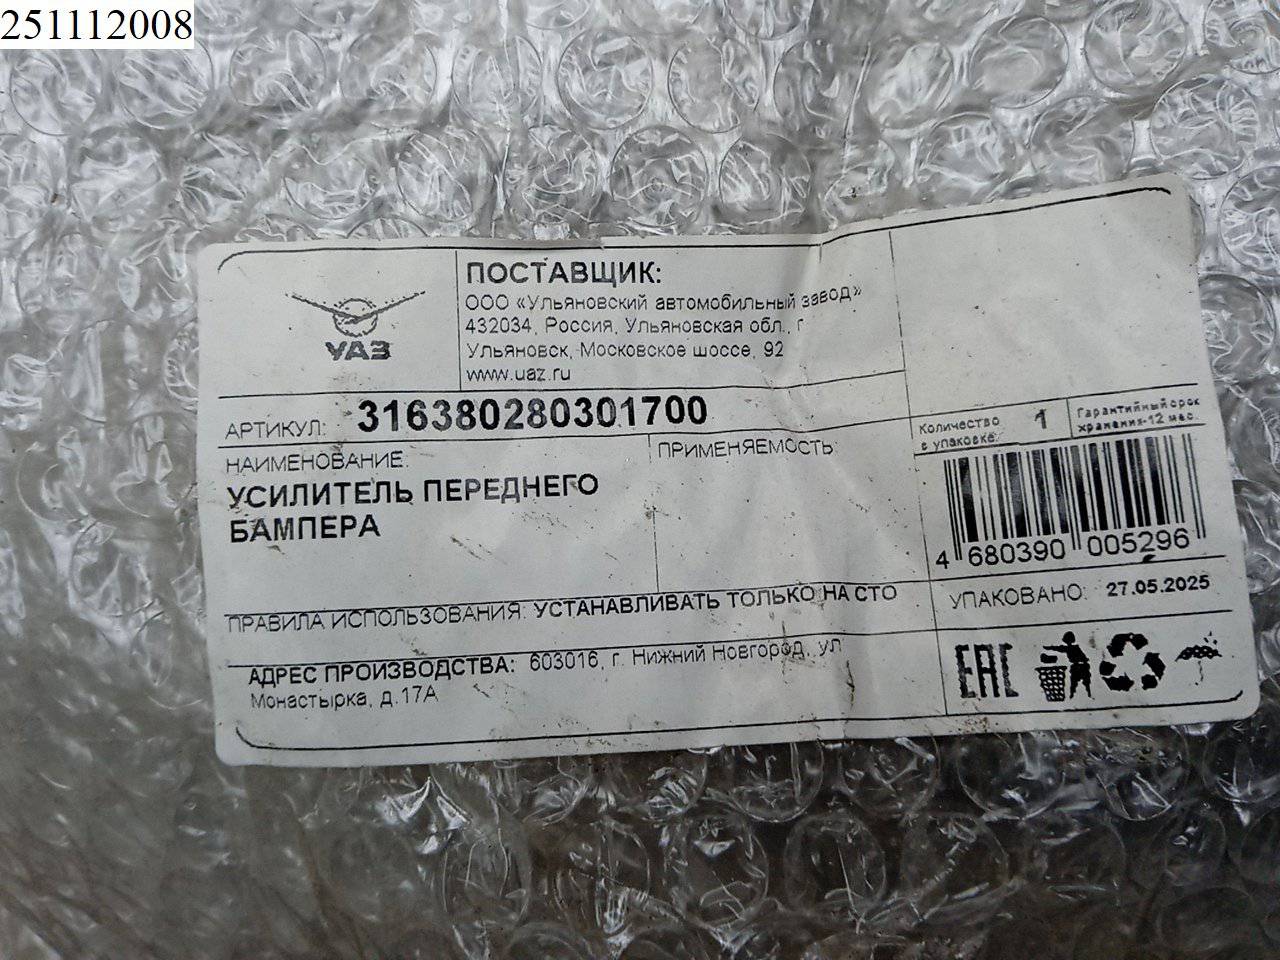 251112008
УАЗ
ПОСТАВЩИК:
ООО «Ульяновский автомобильный завод»
432034, Россия, Ульяновская обл., г
Ульяновск, Московское шоссе, 92
www.uaz.ru
АРТИКУЛ: 316380280301700
Количество в упаковке: 1
Гарантийный срок
хранения-12 мес.
НАИМЕНОВАНИЕ:
УСИЛИТЕЛЬ ПЕРЕДНЕГО
БАМПЕРА
ПРИМЕНЯЕМОСТЬ
4 680390 005296
ПРАВИЛА ИСПОЛЬЗОВАНИЯ: УСТАНАВЛИВАТЬ ТОЛЬКО НА СТО
УПАКОВАНО: 27.05.2025
АДРЕС ПРОИЗВОДСТВА: 603016, г. Нижний Новгород, ул
Монастырка, д.17А
ЕАС